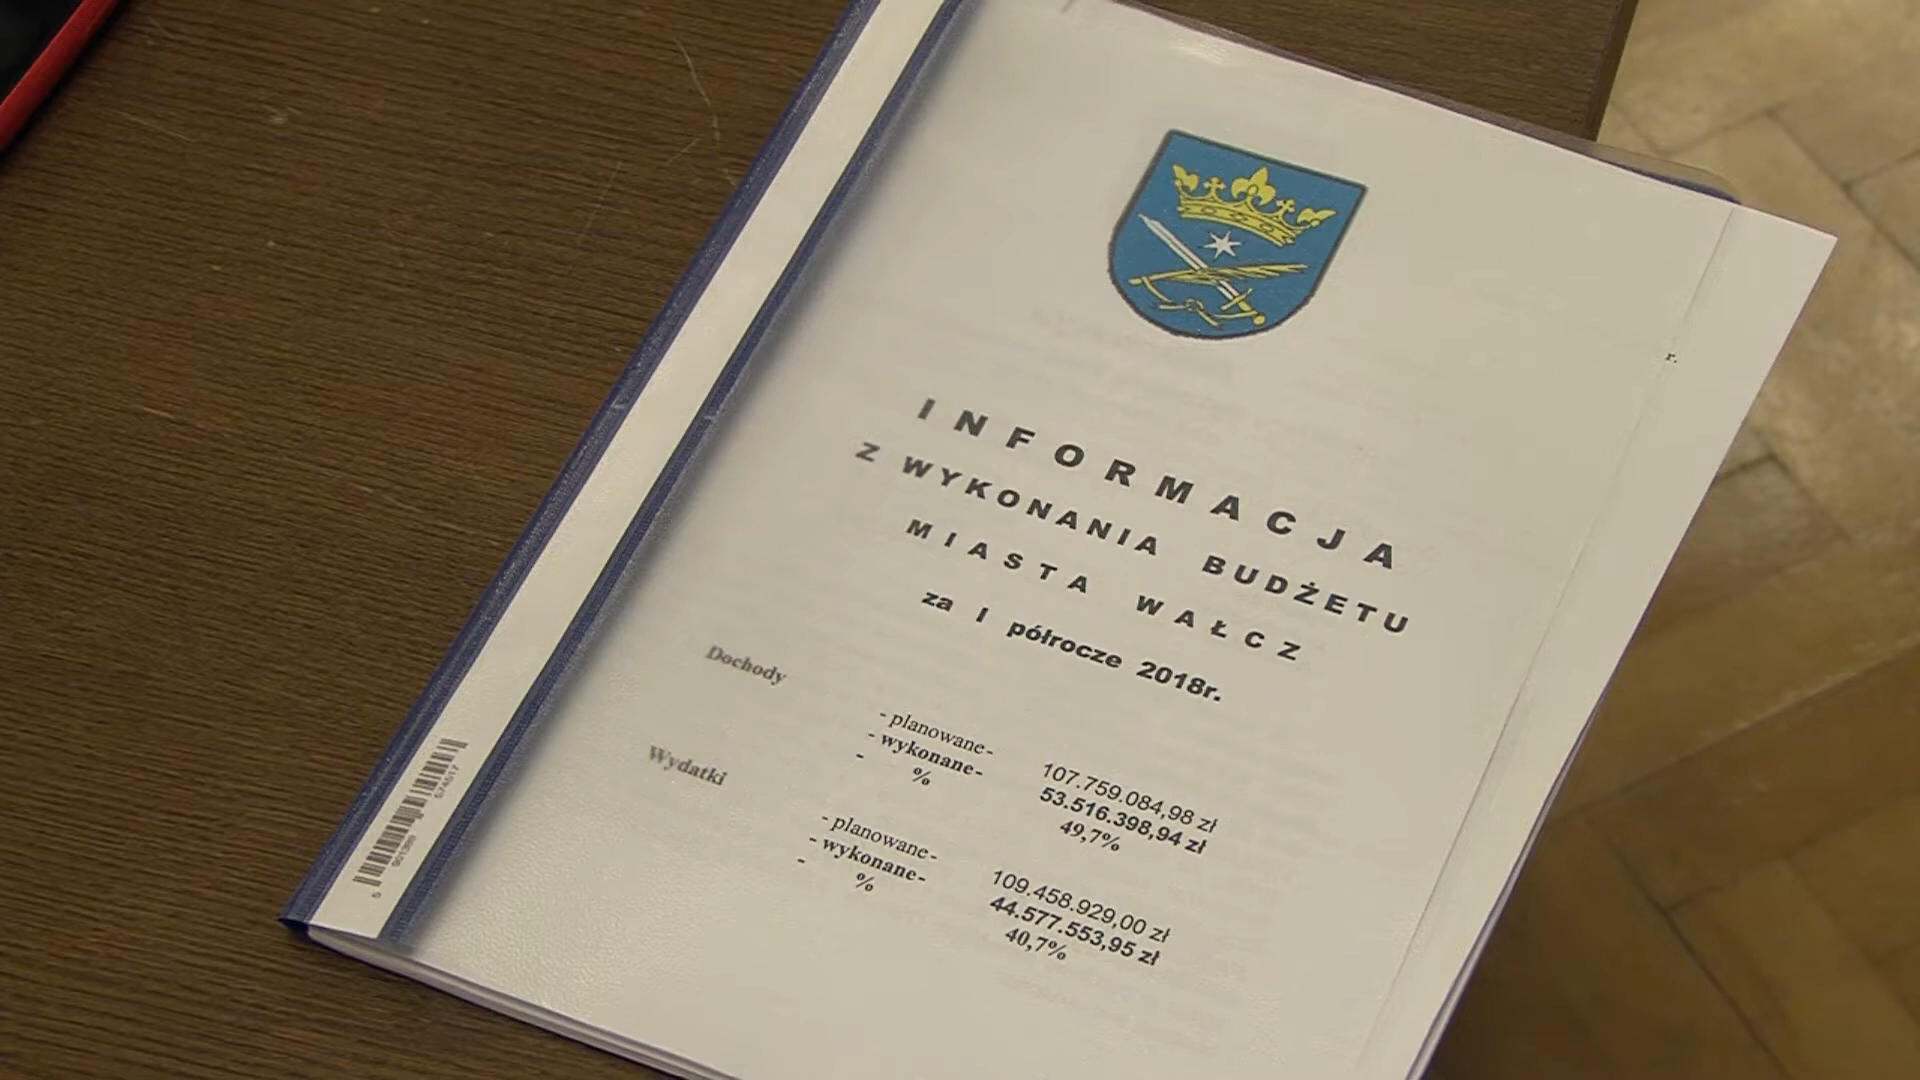 INFORMACJA
Z WYKONANIA BUDŻETU
MIASTA WAŁCZ
za I półrocze 2018r.
Dochody
- planowane- 107.759.084,98 zł
- wykonane- 53.516.398,94 zł
- % 49,7%
Wydatki
- planowane- 109.458.929,00 zł
- wykonane- 44.577.553,95 zł
- % 40,7%
r.